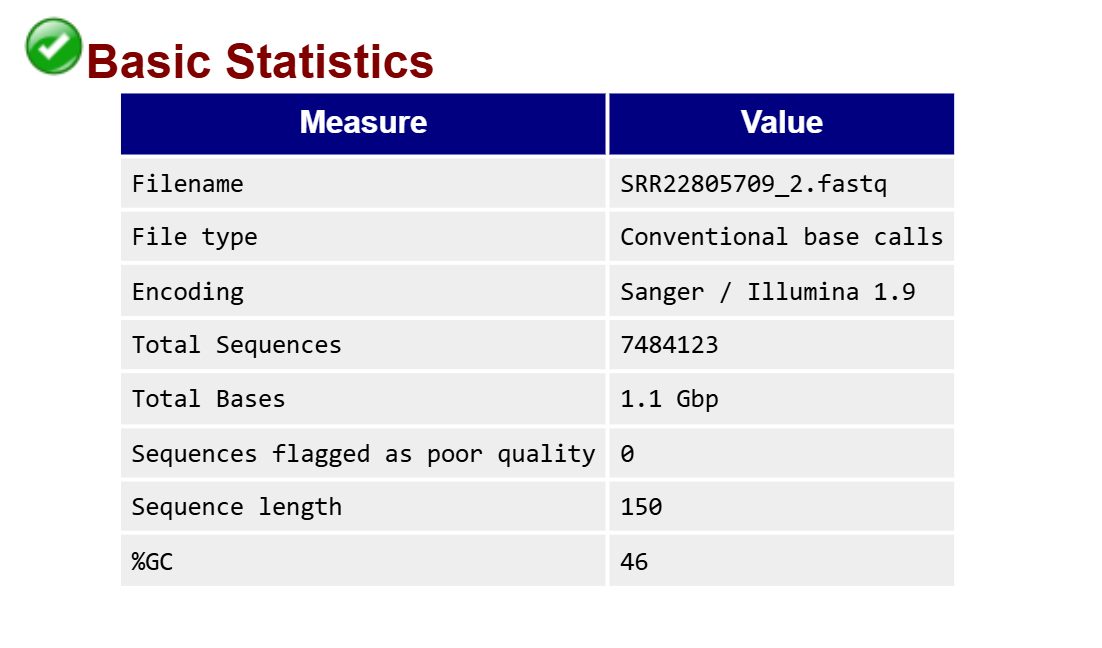 Basic Statistics
Measure Value
Filename SRR22805709_2.fastq
File type Conventional base calls
Encoding Sanger / Illumina 1.9
Total Sequences 7484123
Total Bases 1.1 Gbp
Sequences flagged as poor quality 0
Sequence length 150
%GC 46